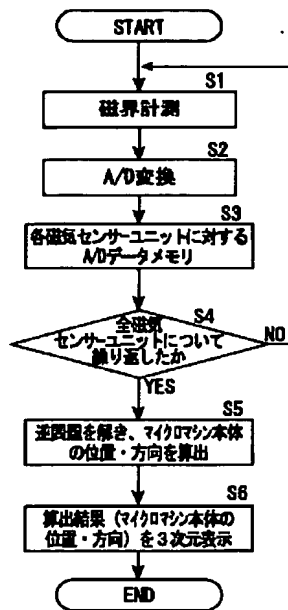 START
S1
磁界計測
S2
A/D変換
S3
各磁気センサーユニットに対する
A/Dデータメモリ
S4
全磁気
センサーユニットについて
繰り返したか
NO
YES
S5
逆問題を解き、マイクロマシン本体
の位置・方向を算出
S6
算出結果（マイクロマシン本体の
位置・方向）を3次元表示
END